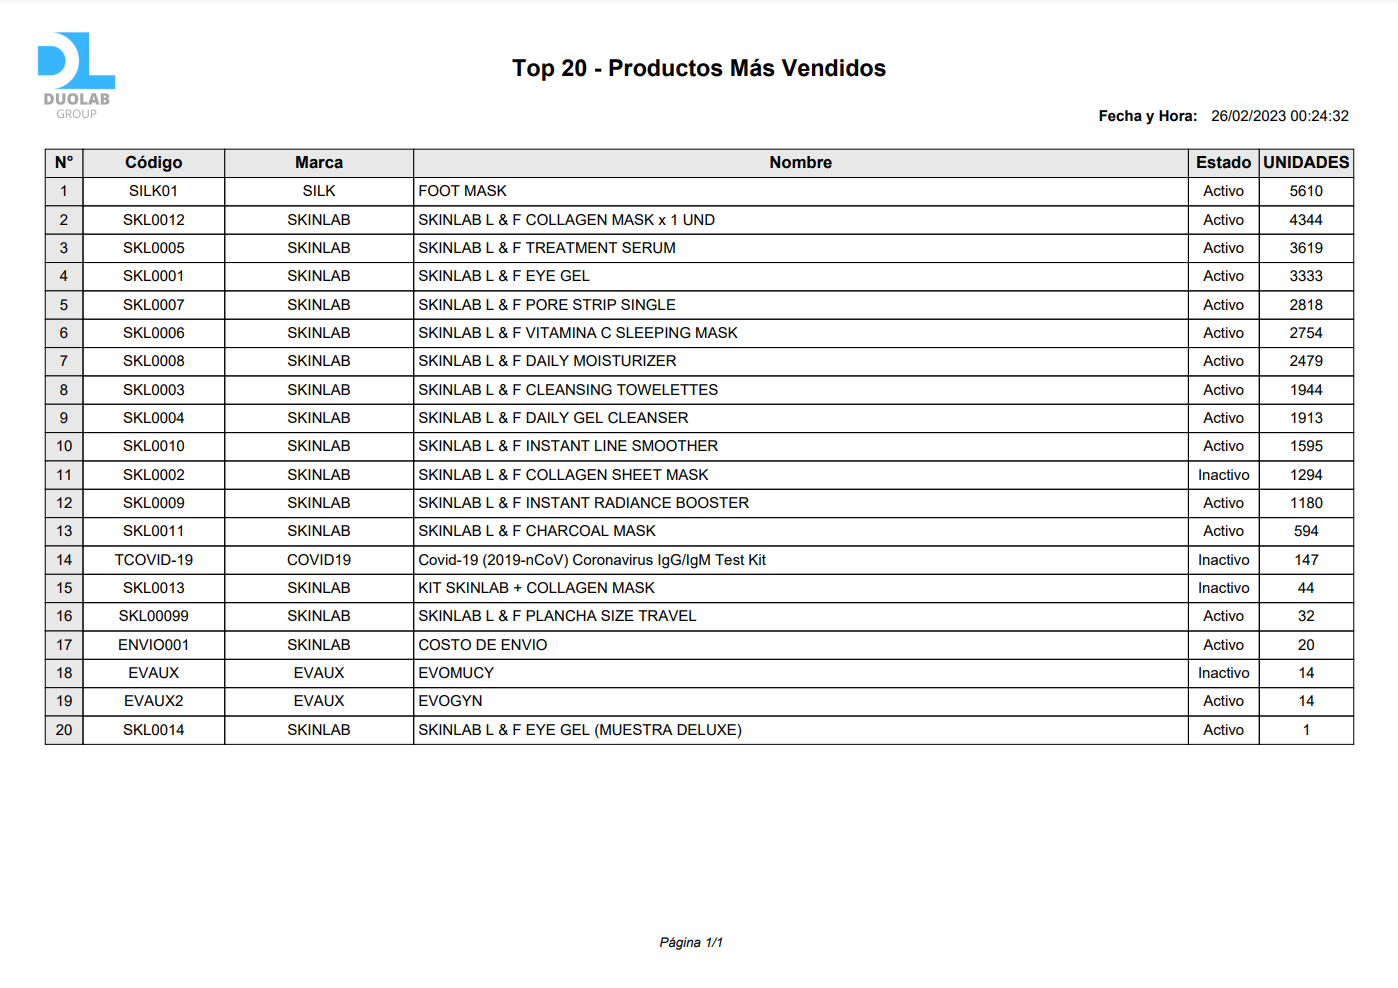 DUOLAB
GROUP
Top 20 - Productos Más Vendidos
Fecha y Hora: 26/02/2023 00:24:32
N° Código Marca Nombre Estado UNIDADES
1 SILK01 SILK FOOT MASK Activo 5610
2 SKL0012 SKINLAB SKINLAB L & F COLLAGEN MASK x 1 UND Activo 4344
3 SKL0005 SKINLAB SKINLAB L & F TREATMENT SERUM Activo 3619
4 SKL0001 SKINLAB SKINLAB L & F EYE GEL Activo 3333
5 SKL0007 SKINLAB SKINLAB L & F PORE STRIP SINGLE Activo 2818
6 SKL0006 SKINLAB SKINLAB L & F VITAMINA C SLEEPING MASK Activo 2754
7 SKL0008 SKINLAB SKINLAB L & F DAILY MOISTURIZER Activo 2479
8 SKL0003 SKINLAB SKINLAB L & F CLEANSING TOWELETTES Activo 1944
9 SKL0004 SKINLAB SKINLAB L & F DAILY GEL CLEANSER Activo 1913
10 SKL0010 SKINLAB SKINLAB L & F INSTANT LINE SMOOTHER Activo 1595
11 SKL0002 SKINLAB SKINLAB L & F COLLAGEN SHEET MASK Inactivo 1294
12 SKL0009 SKINLAB SKINLAB L & F INSTANT RADIANCE BOOSTER Activo 1180
13 SKL0011 SKINLAB SKINLAB L & F CHARCOAL MASK Activo 594
14 TCOVID-19 COVID19 Covid-19 (2019-nCoV) Coronavirus IgG/IgM Test Kit Inactivo 147
15 SKL0013 SKINLAB KIT SKINLAB + COLLAGEN MASK Inactivo 44
16 SKL00099 SKINLAB SKINLAB L & F PLANCHA SIZE TRAVEL Activo 32
17 ENVIO001 SKINLAB COSTO DE ENVIO Activo 20
18 EVAUX EVAUX EVOMUCY Inactivo 14
19 EVAUX2 EVAUX EVOGYN Activo 14
20 SKL0014 SKINLAB SKINLAB L & F EYE GEL (MUESTRA DELUXE) Activo 1
Página 1/1